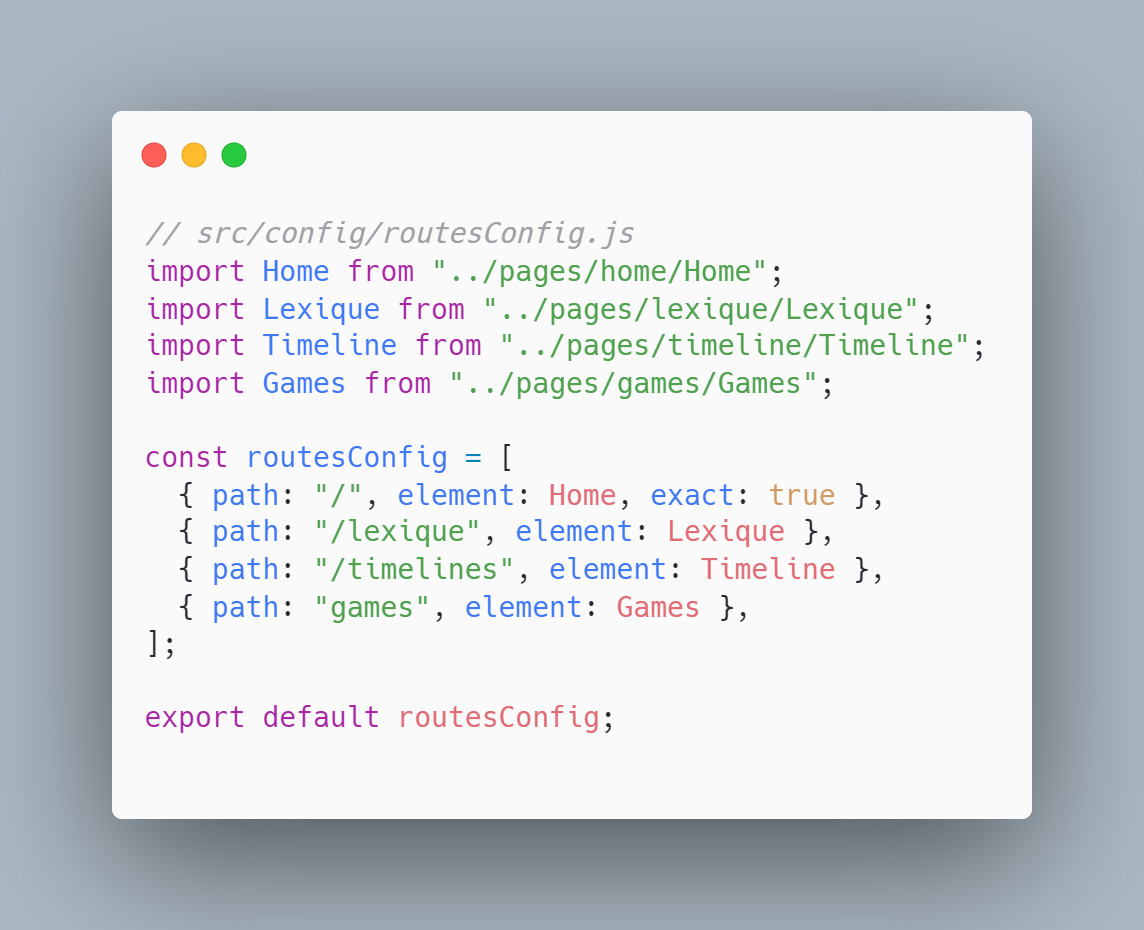 // src/config/routesConfig.js
import Home from "../pages/home/Home";
import Lexique from "../pages/lexique/Lexique";
import Timeline from "../pages/timeline/Timeline";
import Games from "../pages/games/Games";

const routesConfig = [
  { path: "/", element: Home, exact: true },
  { path: "/lexique", element: Lexique },
  { path: "/timelines", element: Timeline },
  { path: "games", element: Games },
];

export default routesConfig;